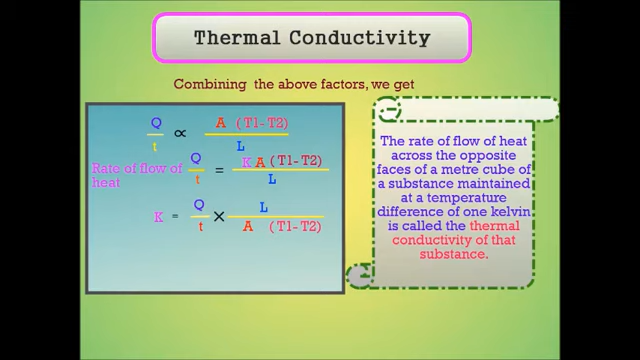 Thermal Conductivity
Combining the above factors, we get
Q/t ∝ A (T1-T2)/L
Rate of flow of heat Q/t = K A (T1-T2)/L
K = Q/t × L/A (T1-T2)
The rate of flow of heat
across the opposite
faces of a metre cube of
a substance maintained
at a temperature
difference of one kelvin
is called the thermal
conductivity of that
substance.